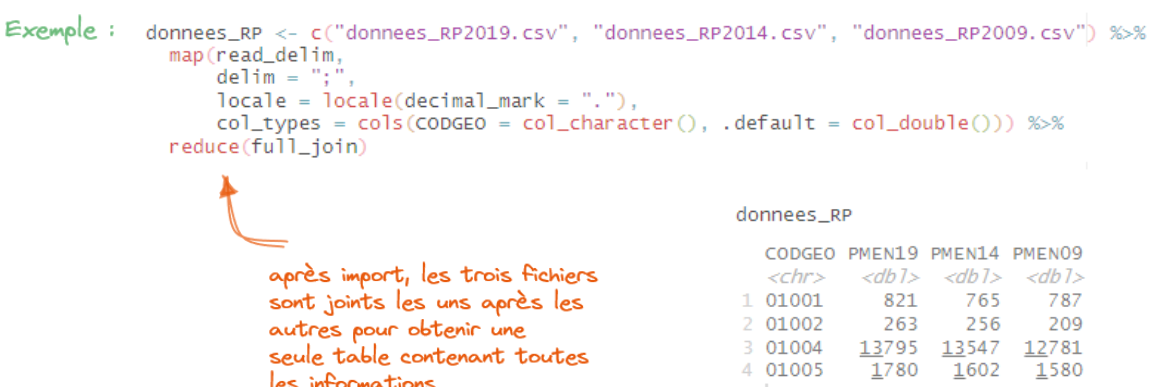 Exemple :
donnees_RP <- c("donnees_RP2019.csv", "donnees_RP2014.csv", "donnees_RP2009.csv") %>%
map(read_delim,
delim = ";",
locale = locale(decimal_mark = "."),
col_types = cols(CODGEO = col_character(), .default = col_double())) %>%
reduce(full_join)
après import, les trois fichiers
sont joints les uns après les
autres pour obtenir une
seule table contenant toutes
les informations
donnees_RP
CODGEO PMEN19 PMEN14 PMEN09
<chr> <dbl> <dbl> <dbl>
1 01001 821 765 787
2 01002 263 256 209
3 01004 13795 13547 12781
4 01005 1780 1602 1580